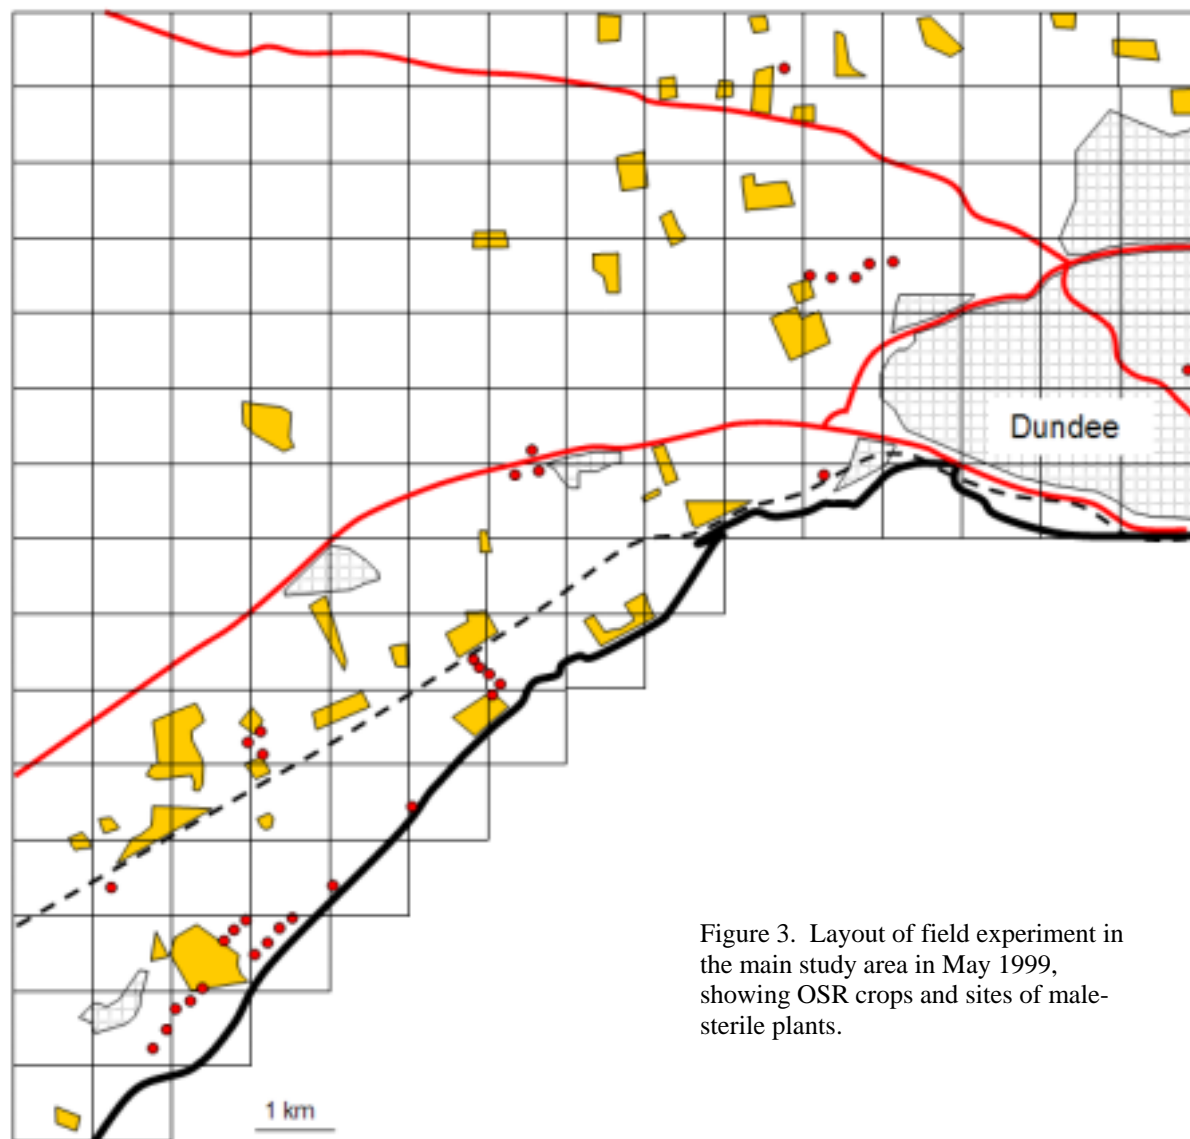 Dundee
Figure 3. Layout of field experiment in
the main study area in May 1999,
showing OSR crops and sites of male-
sterile plants.
1 km